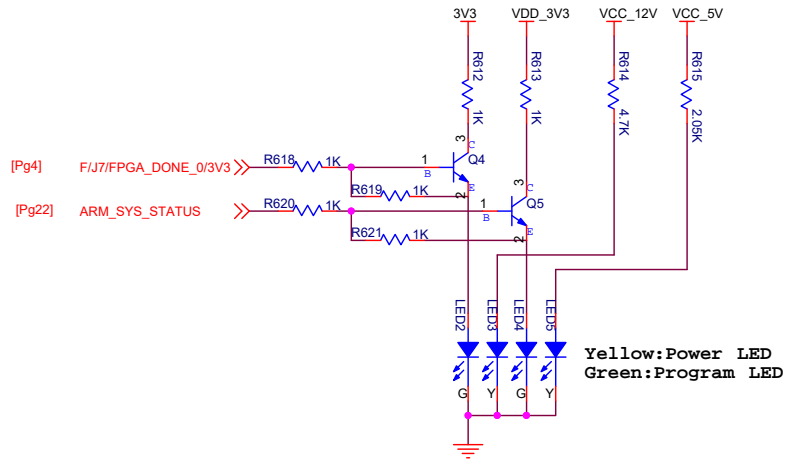 3V3 VDD_3V3 VCC_12V VCC_5V
R612 R613 R614 R615
1K 1K 4.7K 2.05K
3 C
[Pg4] F/J7/FPGA_DONE_0/3V3 R618 1K 1 B Q4
R619 1K 2 E 3 C
[Pg22] ARM_SYS_STATUS R620 1K 1 B Q5
R621 1K 2 E
LED2 LED3 LED4 LED5
Yellow:Power LED
Green:Program LED
G Y G Y